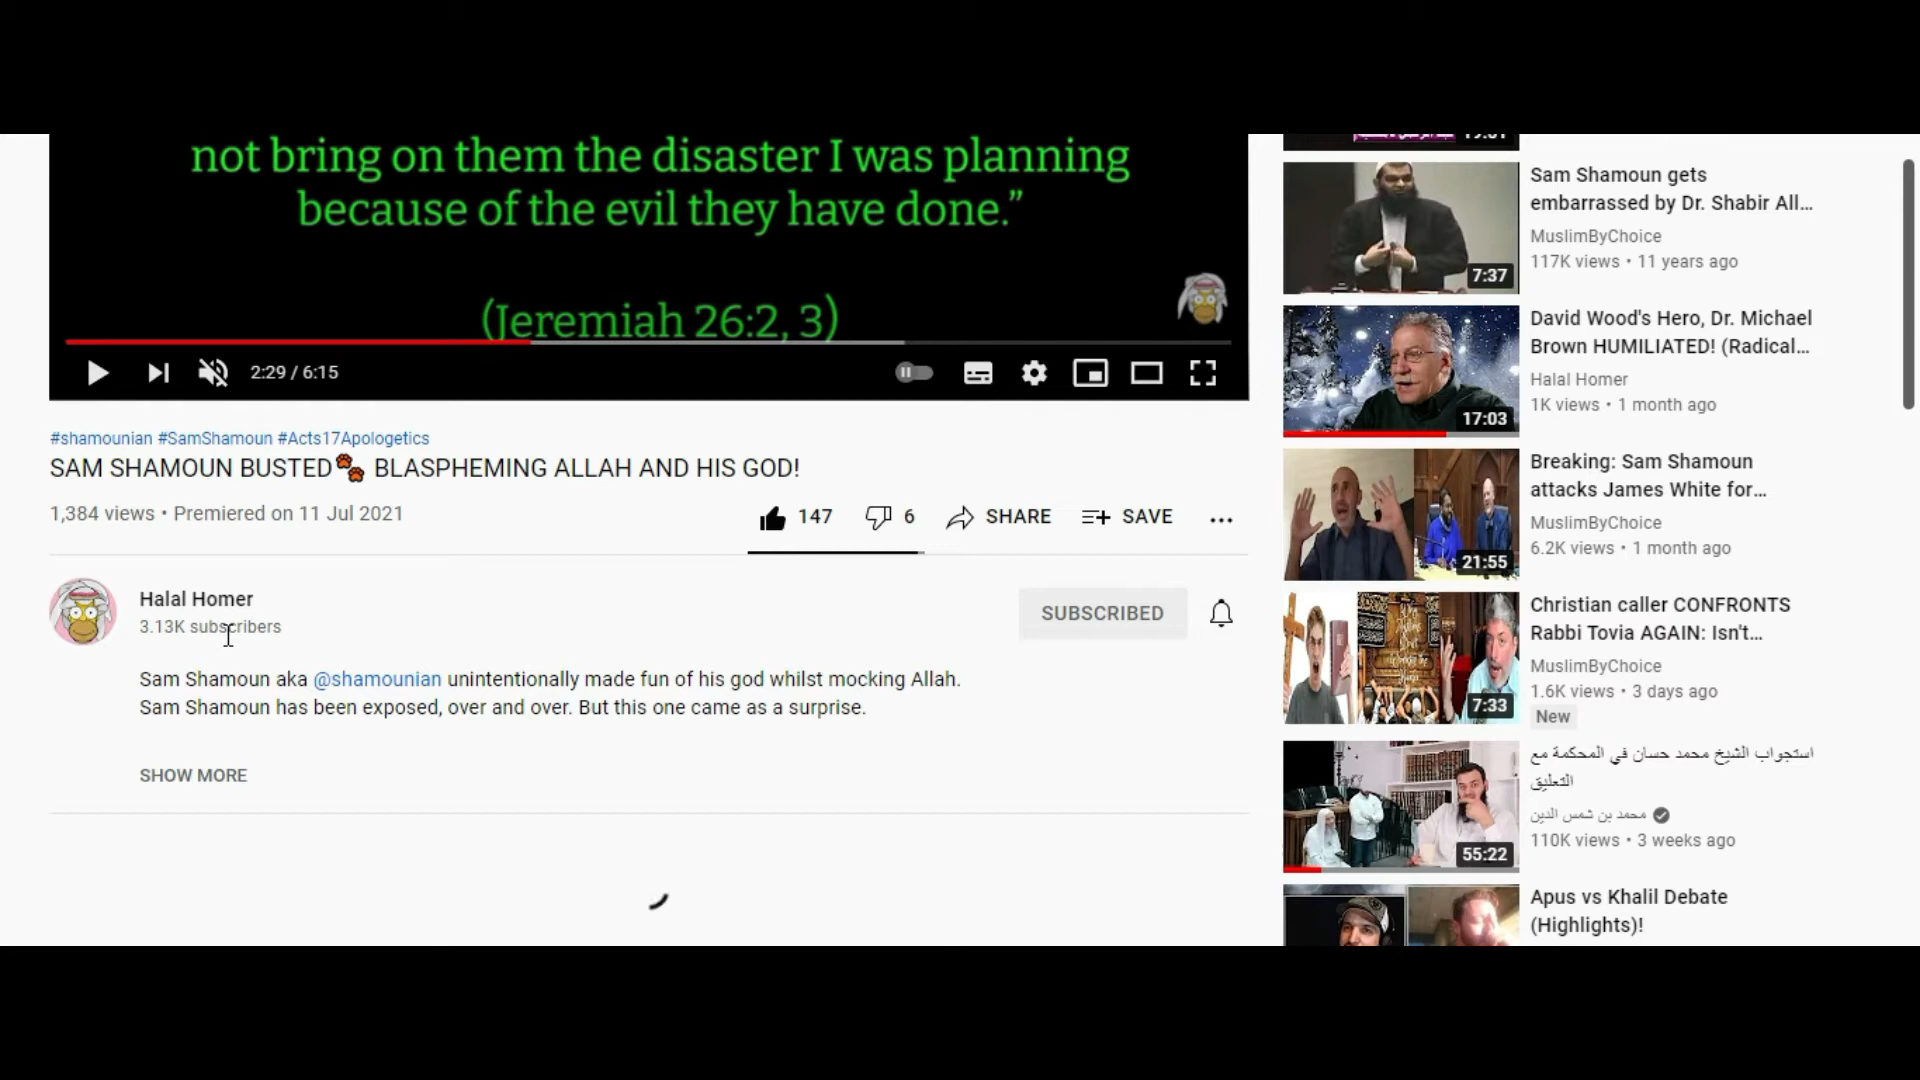 not bring on them the disaster I was planning
because of the evil they have done.”
(Jeremiah 26:2, 3)
2:29 / 6:15
#shamounian #SamShamoun #Acts17Apologetics
SAM SHAMOUN BUSTED🐾 BLASPHEMING ALLAH AND HIS GOD!
1,384 views • Premiered on 11 Jul 2021
147
6
SHARE
SAVE
Halal Homer
3.13K subscribers
SUBSCRIBED
Sam Shamoun aka @shamounian unintentionally made fun of his god whilst mocking Allah.
Sam Shamoun has been exposed, over and over. But this one came as a surprise.
SHOW MORE
Sam Shamoun gets
embarrassed by Dr. Shabir All...
MuslimByChoice
117K views • 11 years ago
7:37
David Wood's Hero, Dr. Michael
Brown HUMILIATED! (Radical...
Halal Homer
1K views • 1 month ago
17:03
Breaking: Sam Shamoun
attacks James White for...
MuslimByChoice
6.2K views • 1 month ago
21:55
Christian caller CONFRONTS
Rabbi Tovia AGAIN: Isn't...
MuslimByChoice
1.6K views • 3 days ago
7:33
New
استجواب الشيخ محمد حسان في المحكمة مع
التعليق
محمد بن شمس الدين
110K views • 3 weeks ago
55:22
Apus vs Khalil Debate
(Highlights)!